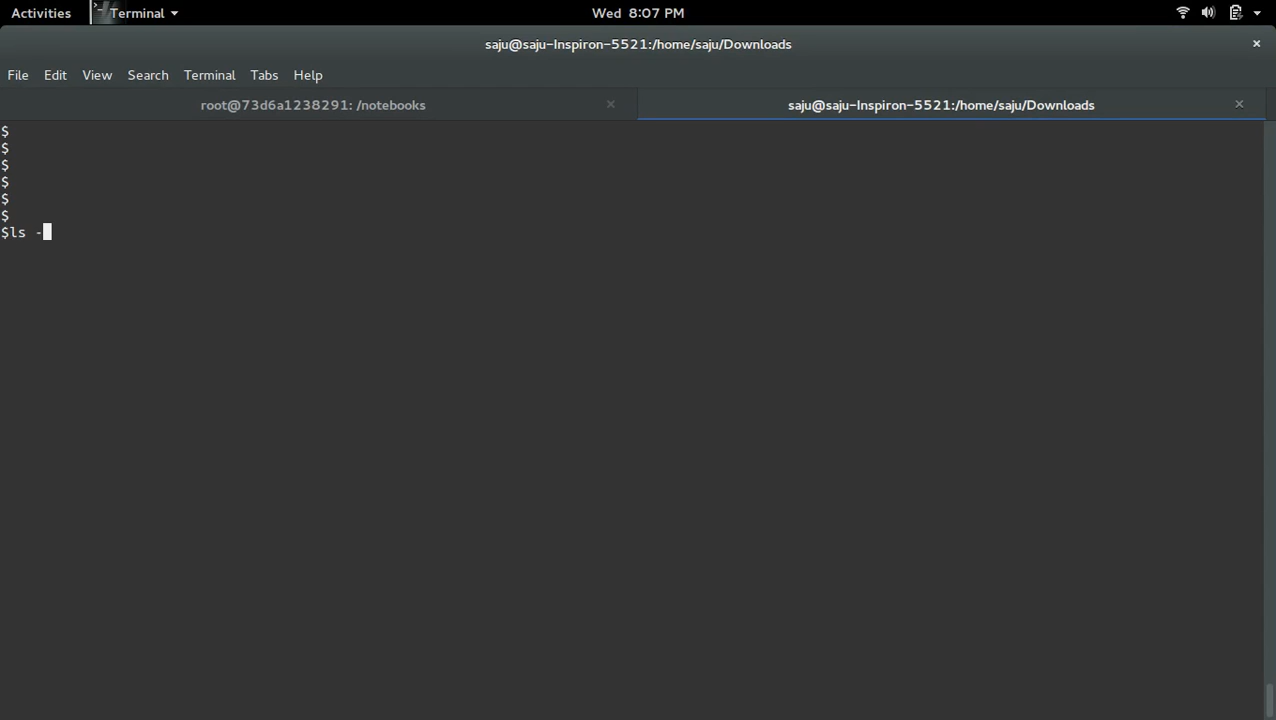 Activities Terminal Wed 8:07 PM
saju@saju-Inspiron-5521:/home/saju/Downloads ×
File Edit View Search Terminal Tabs Help
root@73d6a1238291: /notebooks × saju@saju-Inspiron-5521:/home/saju/Downloads ×
$
$
$
$
$
$
$ls -